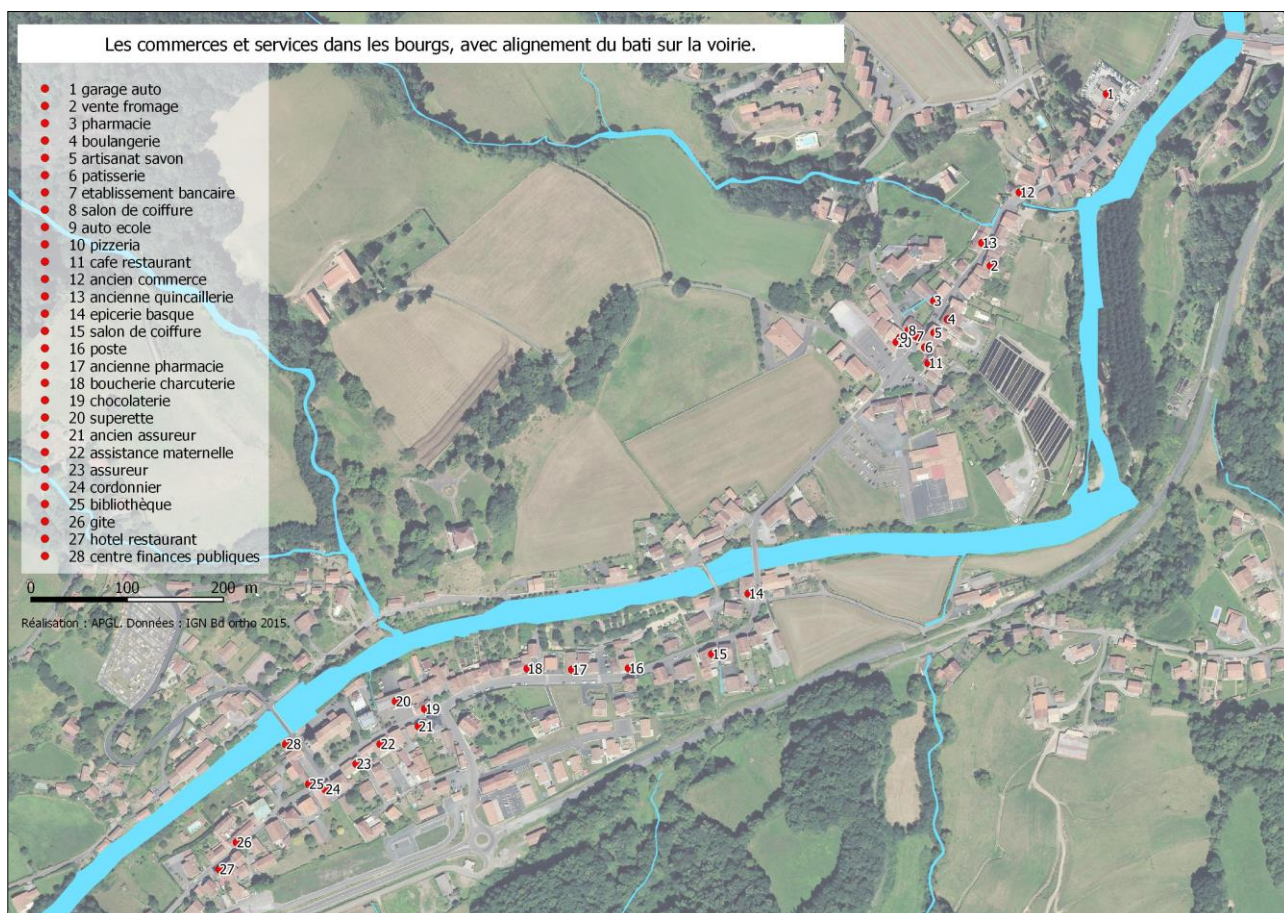 Les commerces et services dans les bourgs, avec alignement du bati sur la voirie.
1 garage auto
2 vente fromage
3 pharmacie
4 boulangerie
5 artisanat savon
6 patisserie
7 etablissement bancaire
8 salon de coiffure
9 auto ecole
10 pizzeria
11 cafe restaurant
12 ancien commerce
13 ancienne quincaillerie
14 epicerie basque
15 salon de coiffure
16 poste
17 ancienne pharmacie
18 boucherie charcuterie
19 chocolaterie
20 superette
21 ancien assureur
22 assistance maternelle
23 assureur
24 cordonnier
25 bibliothèque
26 gite
27 hotel restaurant
28 centre finances publiques
0 100 200 m
Réalisation : APGL. Données : IGN Bd ortho 2015.
1
12
13
2
3
4
8
5
9
7
10
6
11
14
15
16
17
18
20
19
21
28
22
23
25
24
26
27